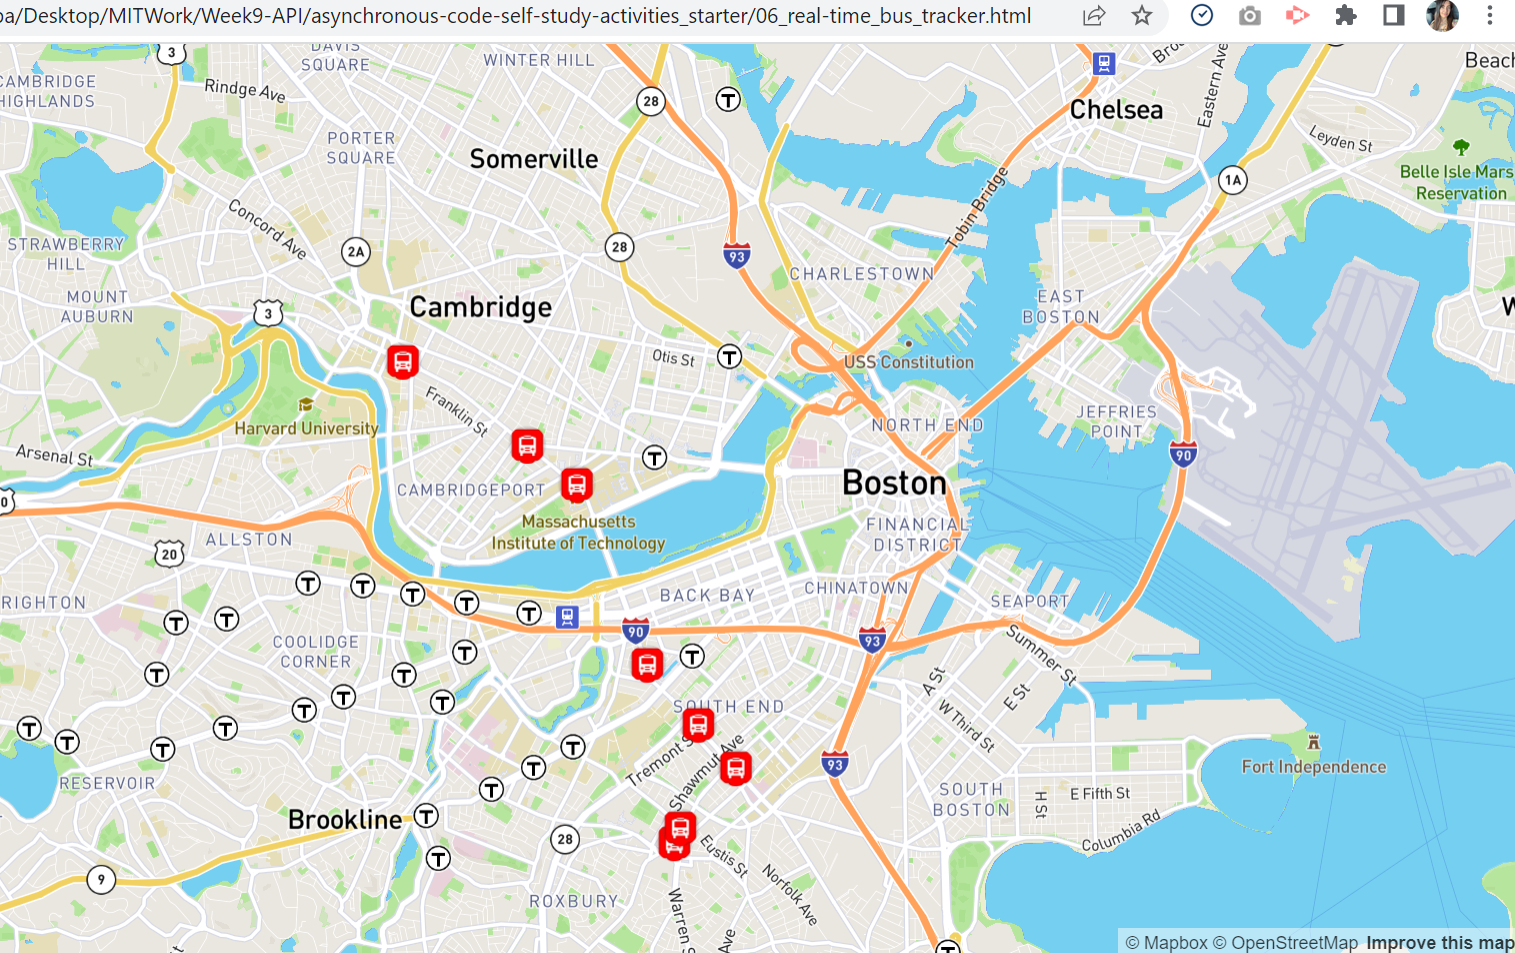 oa/Desktop/MITWork/Week9-API/asynchronous-code-self-study-activities_starter/06_real-time_bus_tracker.html
3
DAVIS
SQUARE
WINTER HILL
Beach
Eastern Ave
CAMBRIDGE
HIGHLANDS
Rindge Ave
28
T
Chelsea
PORTER
SQUARE
Somerville
Leyden St
Belle Isle Mars
Reservation
1A
Tobin Bridge
Concord Ave
STRAWBERRY
HILL
2A
28
93
CHARLESTOWN
MOUNT
AUBURN
3
Cambridge
EAST
BOSTON
W
Otis St
T
USS Constitution
Franklin St
Harvard University
JEFFRIES
POINT
NORTH END
Arsenal St
T
90
CAMBRIDGEPORT
Boston
0
Massachusetts
Institute of Technology
FINANCIAL
DISTRICT
ALLSTON
20
T
T
T
T
T
BACK BAY
CHINATOWN
SEAPORT
RIGHTON
T
T
90
93
Summer St
COOLIDGE
CORNER
T
T
T
T
A St
E St
T
T
T
SOUTH END
W Third St
T
T
T
T
T
Tremont S
Shawmut Ave
93
Fort Independence
RESERVOIR
T
T
SOUTH
BOSTON
H St
E Fifth St
Brookline
T
28
Columbia Rd
T
Eustis St
9
Norfolk Ave
ROXBURY
Warren S
Ave
T
© Mapbox © OpenStreetMap Improve this map